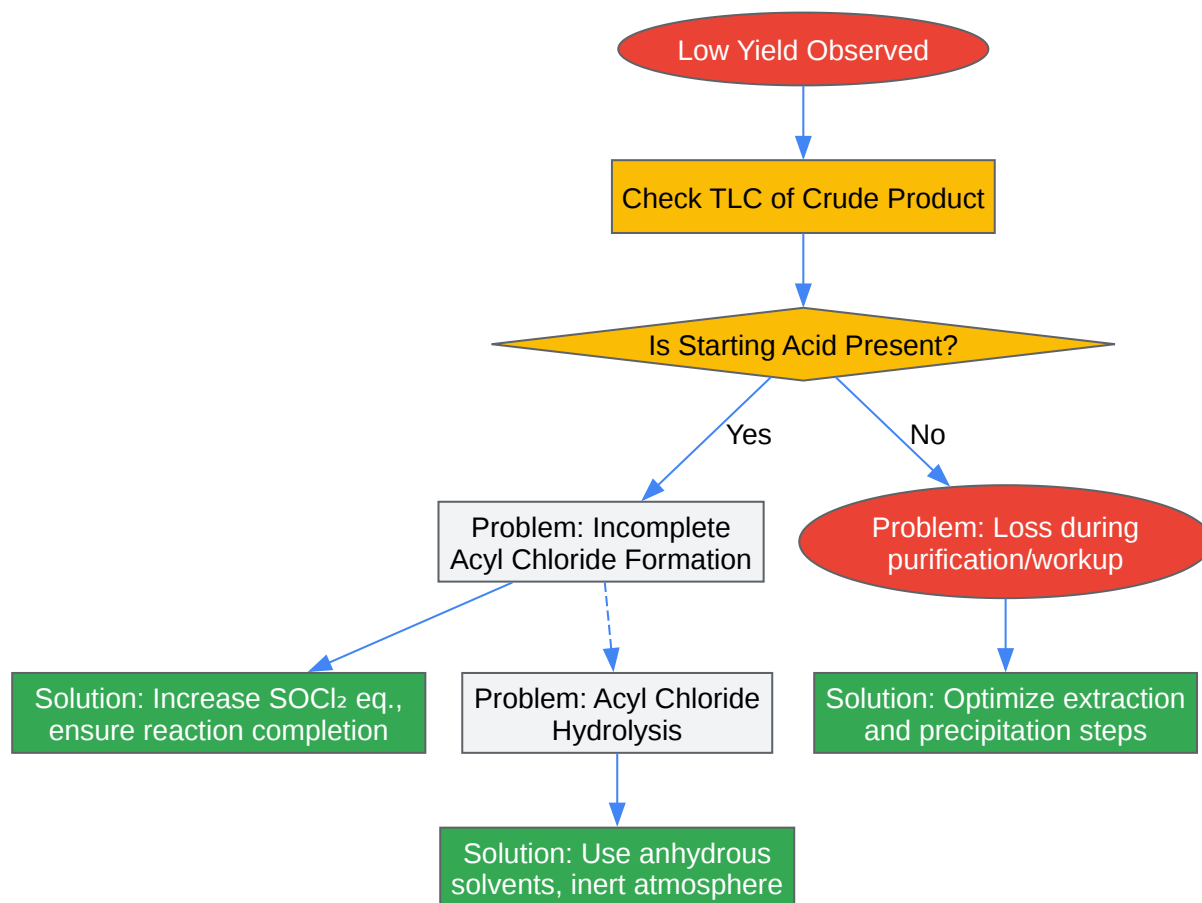 Low Yield Observed
Check TLC of Crude Product
Is Starting Acid Present?
Yes
No
Problem: Incomplete
Acyl Chloride Formation
Problem: Loss during
purification/workup
Solution: Increase SOCl₂ eq.,
ensure reaction completion
Problem: Acyl Chloride
Hydrolysis
Solution: Optimize extraction
and precipitation steps
Solution: Use anhydrous
solvents, inert atmosphere